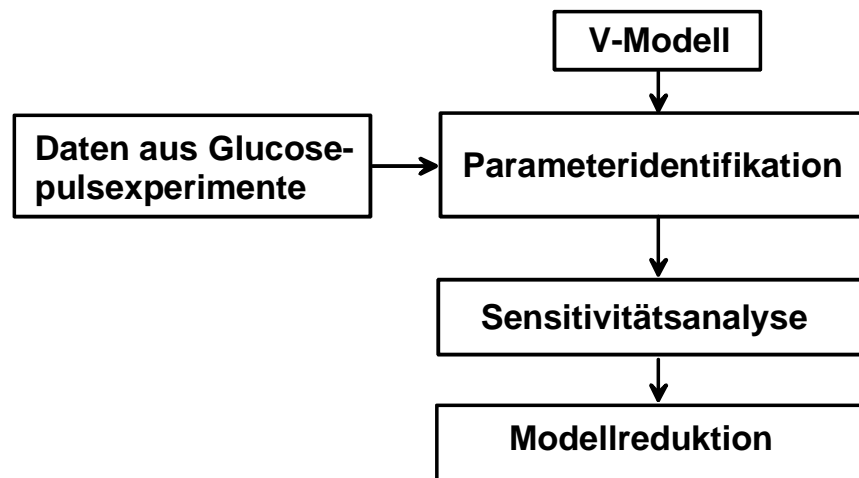 V-Modell
Daten aus Glucose-
pulsexperimente
Parameteridentifikation
Sensitivitätsanalyse
Modellreduktion